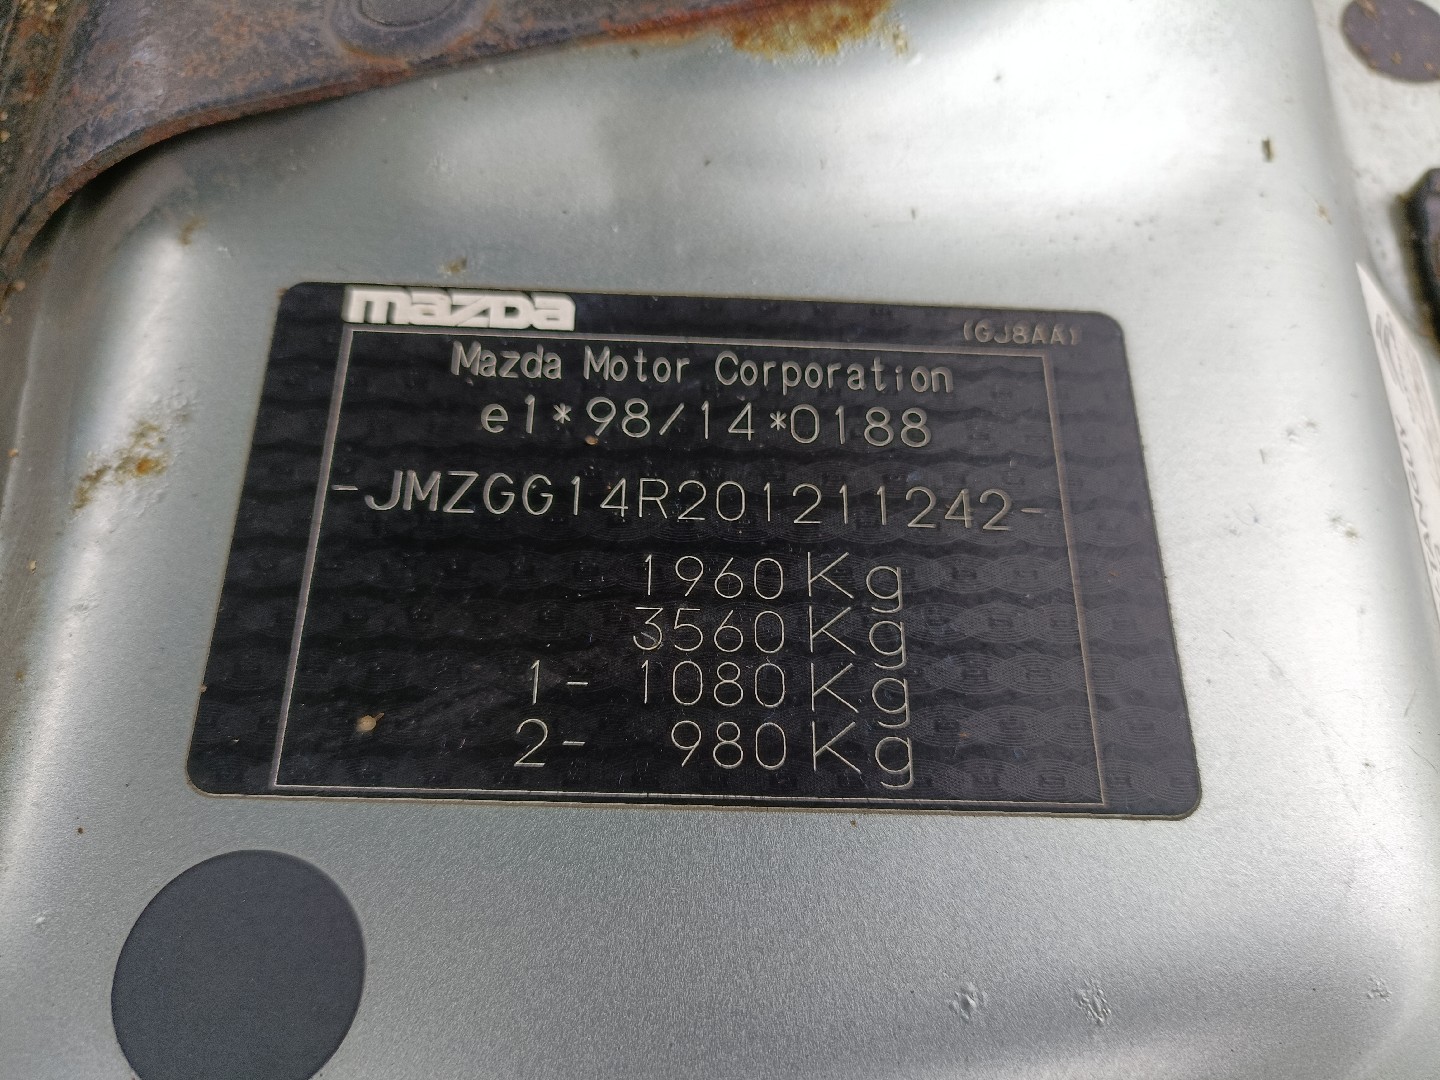 mazda
(GJ8AA)
Mazda Motor Corporation
e1*98/14*0188
-JMZGG14R201211242-
1960Kg
3560Kg
1- 1080Kg
2- 980Kg